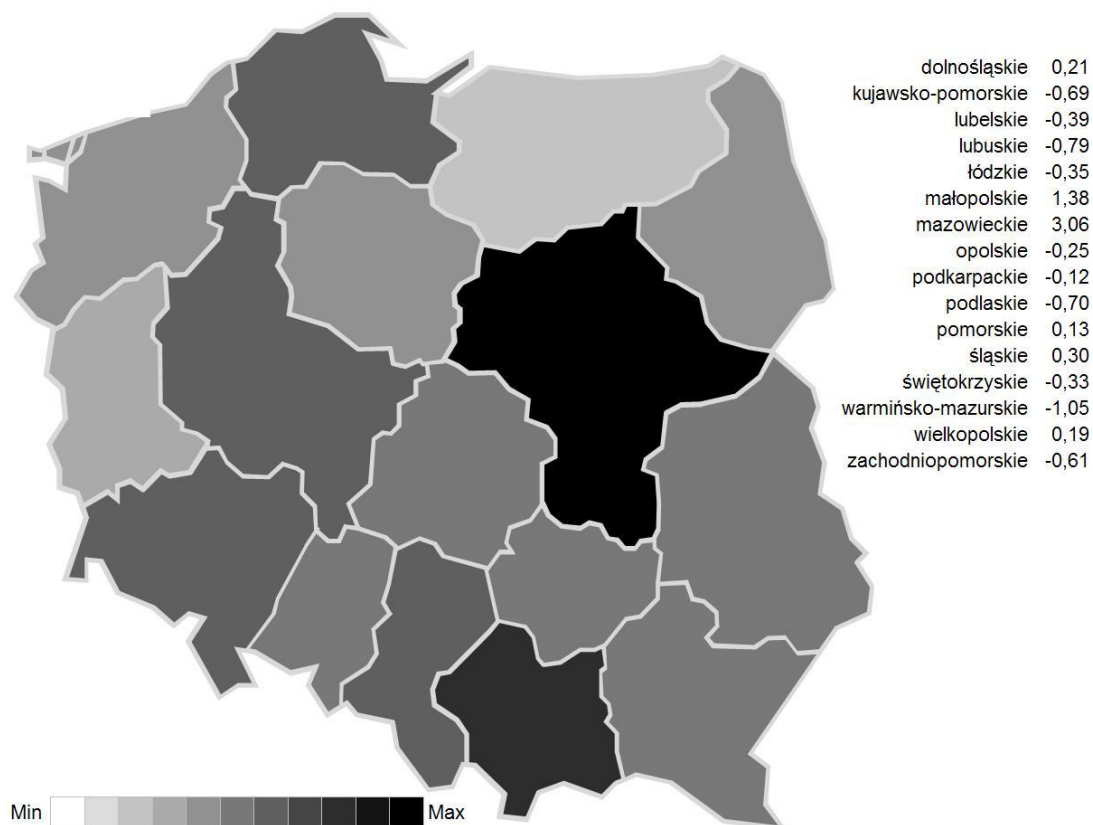 dolnośląskie 0,21
kujawsko-pomorskie -0,69
lubelskie -0,39
lubuskie -0,79
łódzkie -0,35
małopolskie 1,38
mazowieckie 3,06
opolskie -0,25
podkarpackie -0,12
podlaskie -0,70
pomorskie 0,13
śląskie 0,30
świętokrzyskie -0,33
warmińsko-mazurskie -1,05
wielkopolskie 0,19
zachodniopomorskie -0,61
Min Max